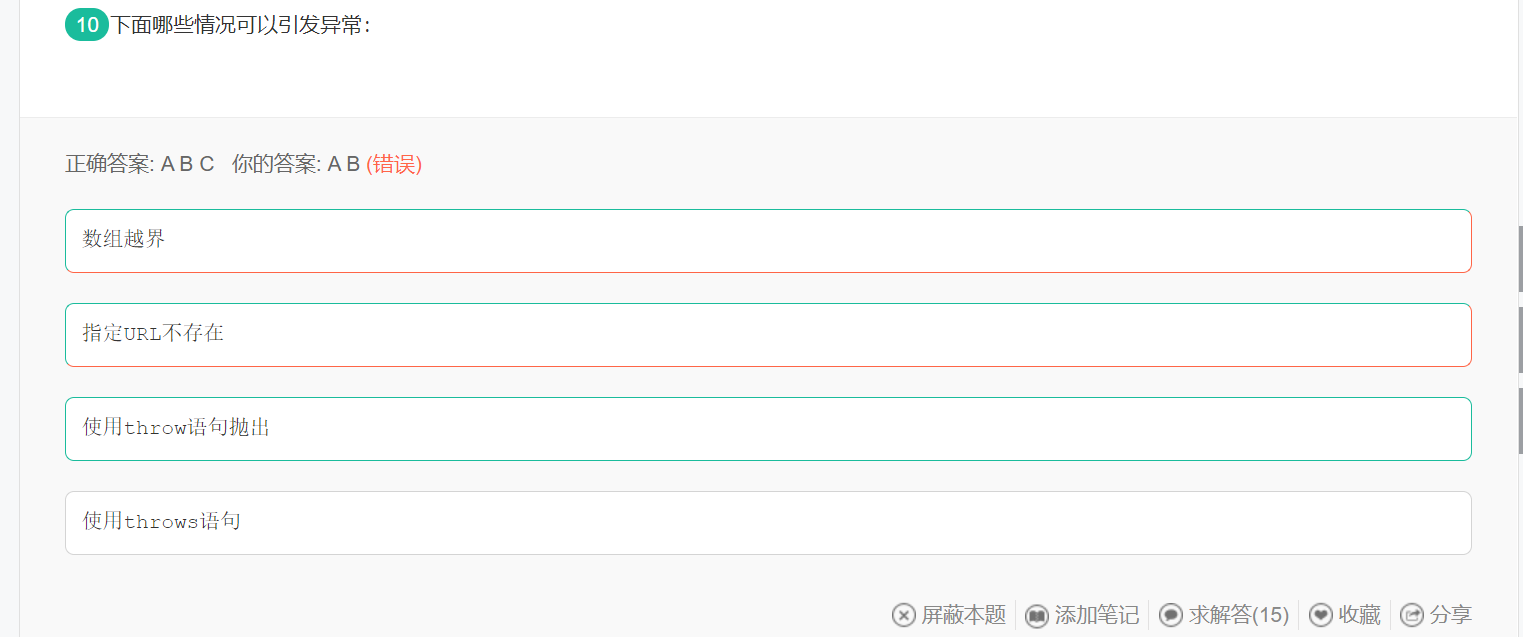 10 下面哪些情况可以引发异常：
正确答案: A B C 你的答案: A B (错误)
数组越界
指定URL不存在
使用throw语句抛出
使用throws语句
屏蔽本题 添加笔记 求解答(15) 收藏 分享